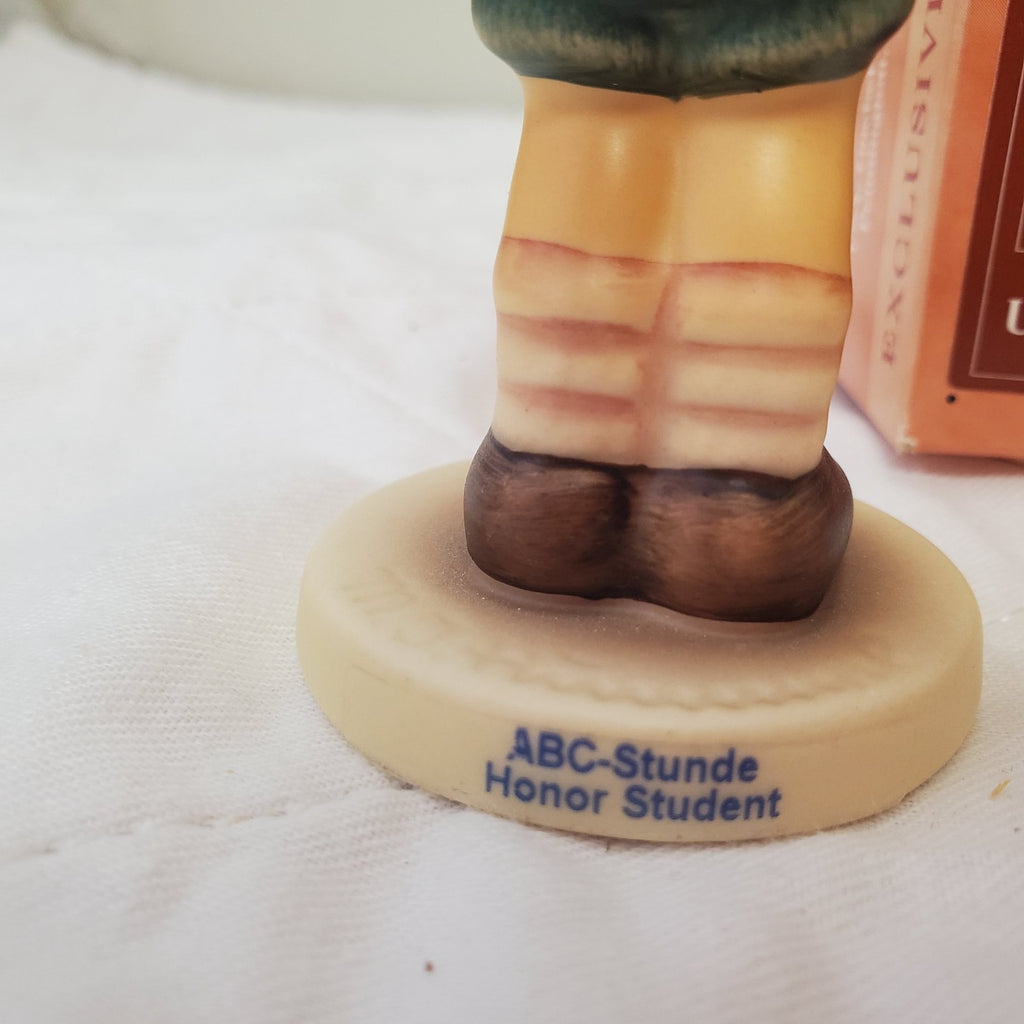 ABC-Stunde
Honor Student
EXCLUSIV
U